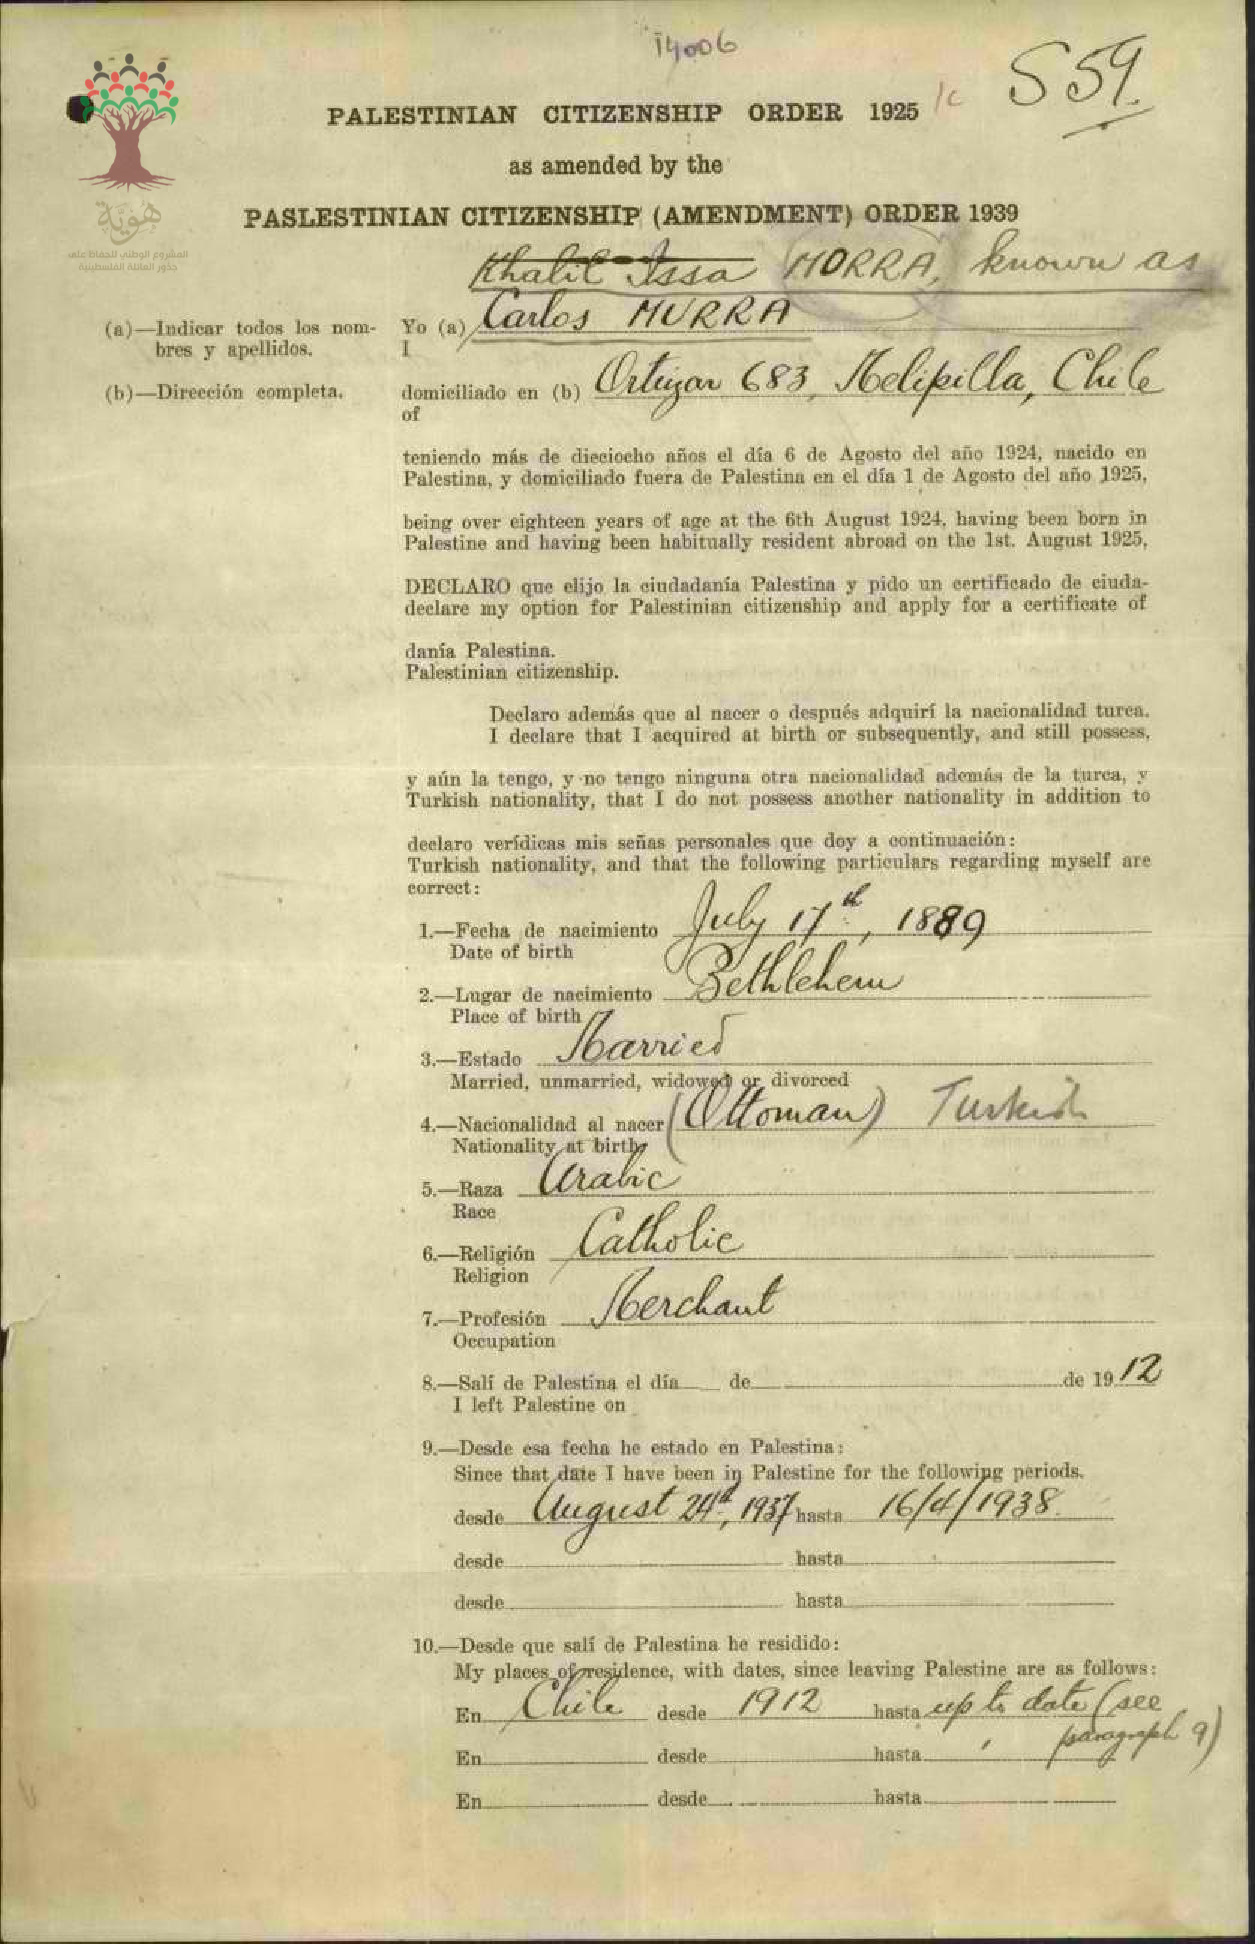 14006
S 59.
1c
PALESTINIAN CITIZENSHIP ORDER 1925
as amended by the
PASLESTINIAN CITIZENSHIP (AMENDMENT) ORDER 1939
هوية
المشروع الوطني للحفاظ على
جذور العائلة الفلسطينية
Khalil Issa MORRA, known as
(a)—Indicar todos los nom- Yo (a) Carlos MURRA
bres y apellidos. I
(b)—Dirección completa. domiciliado en (b) Ortúzar 683, Melipilla, Chile
of
teniendo más de dieciocho años el día 6 de Agosto del año 1924, nacido en
Palestina, y domiciliado fuera de Palestina en el día 1 de Agosto del año 1925,
being over eighteen years of age at the 6th August 1924, having been born in
Palestine and having been habitually resident abroad on the 1st. August 1925,
DECLARO que elijo la ciudadanía Palestina y pido un certificado de ciuda-
declare my option for Palestinian citizenship and apply for a certificate of
danía Palestina.
Palestinian citizenship.
Declaro además que al nacer o después adquirí la nacionalidad turca.
I declare that I acquired at birth or subsequently, and still possess,
y aún la tengo, y no tengo ninguna otra nacionalidad además de la turca, y
Turkish nationality, that I do not possess another nationality in addition to
declaro verídicas mis señas personales que doy a continuación:
Turkish nationality, and that the following particulars regarding myself are
correct:
1.—Fecha de nacimiento July 17th, 1889
Date of birth
2.—Lugar de nacimiento Bethlehem
Place of birth
3.—Estado Married
Married, unmarried, widowed or divorced
4.—Nacionalidad al nacer (Ottoman) Turkish
Nationality at birth
5.—Raza Arabic
Race
6.—Religión Catholic
Religion
7.—Profesión Merchant
Occupation
8.—Salí de Palestina el día de de 1912
I left Palestine on
9.—Desde esa fecha he estado en Palestina:
Since that date I have been in Palestine for the following periods.
desde August 24th, 1937 hasta 16/4/1938.
desde hasta
desde hasta
10.—Desde que salí de Palestina he residido:
My places of residence, with dates, since leaving Palestine are as follows:
En Chile desde 1912 hasta up to date (see
paragraph 9)
En desde hasta
En desde hasta